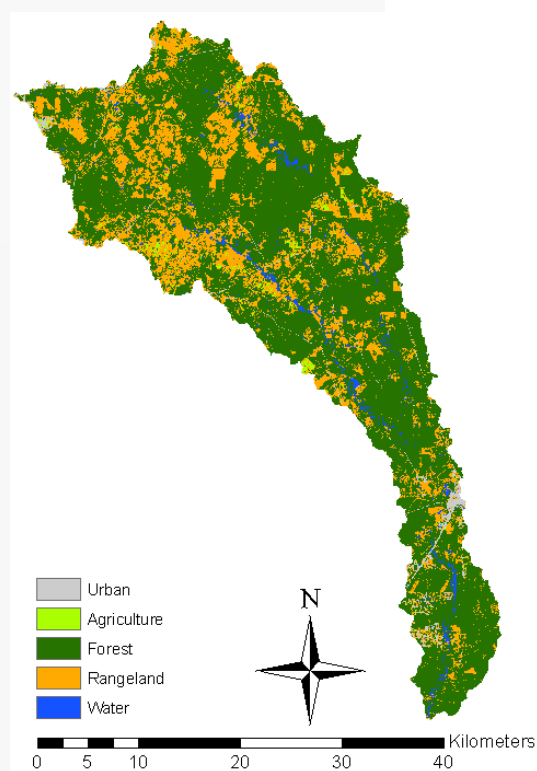 Urban
Agriculture
Forest
Rangeland
Water
N
Kilometers
0 5 10 20 30 40